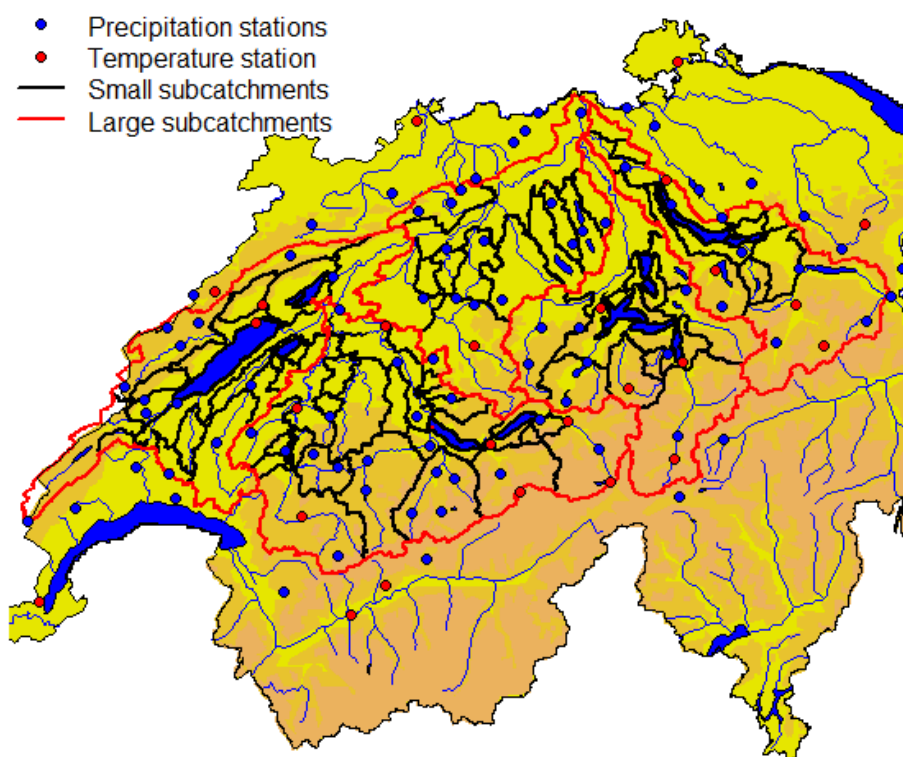 Precipitation stations
Temperature station
Small subcatchments
Large subcatchments